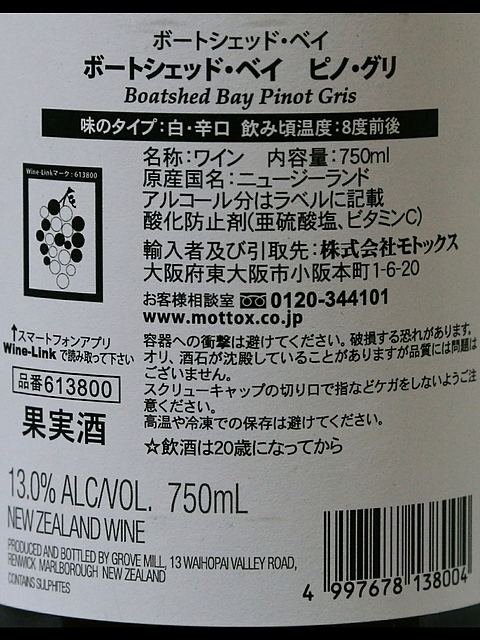 ボートシェッド・ベイ
ボートシェッド・ベイ ピノ・グリ
Boatshed Bay Pinot Gris
味のタイプ：白・辛口 飲み頃温度：8度前後
Wine-Linkマーク：613800
名称：ワイン 内容量：750ml
原産国名：ニュージーランド
アルコール分はラベルに記載
酸化防止剤(亜硫酸塩、ビタミンC)
輸入者及び引取先：株式会社モトックス
大阪府東大阪市小阪本町1-6-20
お客様相談室 0120-344101
www.mottox.co.jp
↑スマートフォンアプリ
Wine-Link で読み取って下さい
品番613800
果実酒
容器への衝撃は避けてください。破損する恐れがあります。
オリ、酒石が沈殿していることがありますが品質には問題は
ございません。
スクリューキャップの切り口で指などケガをしないようご注
意ください。
高温や冷凍での保存は避けてください。
☆飲酒は20歳になってから
13.0% ALC/VOL. 750mL
NEW ZEALAND WINE
PRODUCED AND BOTTLED BY GROVE MILL, 13 WAIHOPAI VALLEY ROAD,
RENWICK MARLBOROUGH NEW ZEALAND
CONTAINS SULPHITES
4 997678 138004